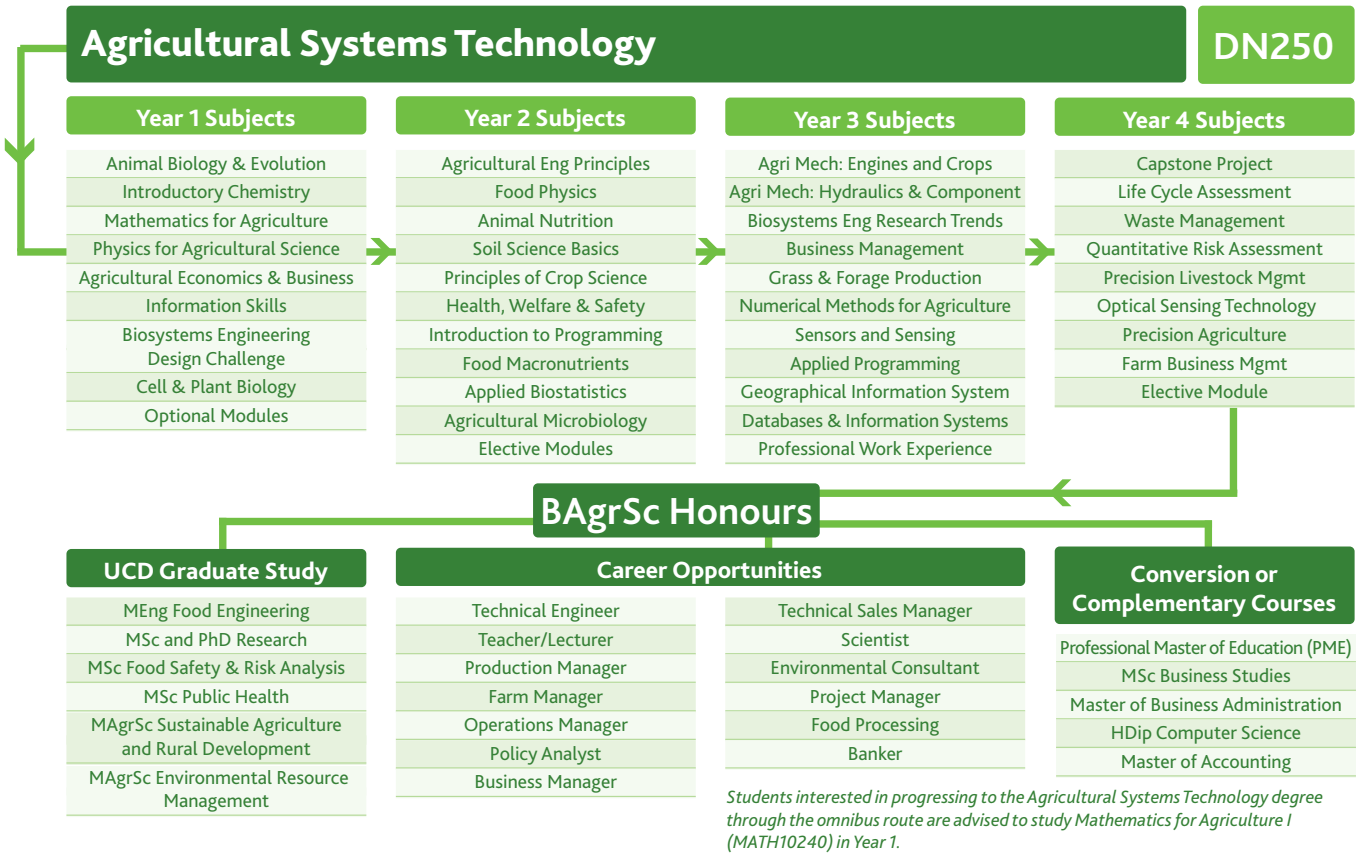 Agricultural Systems Technology
DN250
Year 1 Subjects
Animal Biology & Evolution
Introductory Chemistry
Mathematics for Agriculture
Physics for Agricultural Science
Agricultural Economics & Business
Information Skills
Biosystems Engineering
Design Challenge
Cell & Plant Biology
Optional Modules
Year 2 Subjects
Agricultural Eng Principles
Food Physics
Animal Nutrition
Soil Science Basics
Principles of Crop Science
Health, Welfare & Safety
Introduction to Programming
Food Macronutrients
Applied Biostatistics
Agricultural Microbiology
Elective Modules
Year 3 Subjects
Agri Mech: Engines and Crops
Agri Mech: Hydraulics & Component
Biosystems Eng Research Trends
Business Management
Grass & Forage Production
Numerical Methods for Agriculture
Sensors and Sensing
Applied Programming
Geographical Information System
Databases & Information Systems
Professional Work Experience
Year 4 Subjects
Capstone Project
Life Cycle Assessment
Waste Management
Quantitative Risk Assessment
Precision Livestock Mgmt
Optical Sensing Technology
Precision Agriculture
Farm Business Mgmt
Elective Module
BAgrSc Honours
UCD Graduate Study
MEng Food Engineering
MSc and PhD Research
MSc Food Safety & Risk Analysis
MSc Public Health
MAgrSc Sustainable Agriculture
and Rural Development
MAgrSc Environmental Resource
Management
Career Opportunities
Technical Engineer
Teacher/Lecturer
Production Manager
Farm Manager
Operations Manager
Policy Analyst
Business Manager
Technical Sales Manager
Scientist
Environmental Consultant
Project Manager
Food Processing
Banker
Conversion or
Complementary Courses
Professional Master of Education (PME)
MSc Business Studies
Master of Business Administration
HDip Computer Science
Master of Accounting
Students interested in progressing to the Agricultural Systems Technology degree
through the omnibus route are advised to study Mathematics for Agriculture I
(MATH10240) in Year 1.